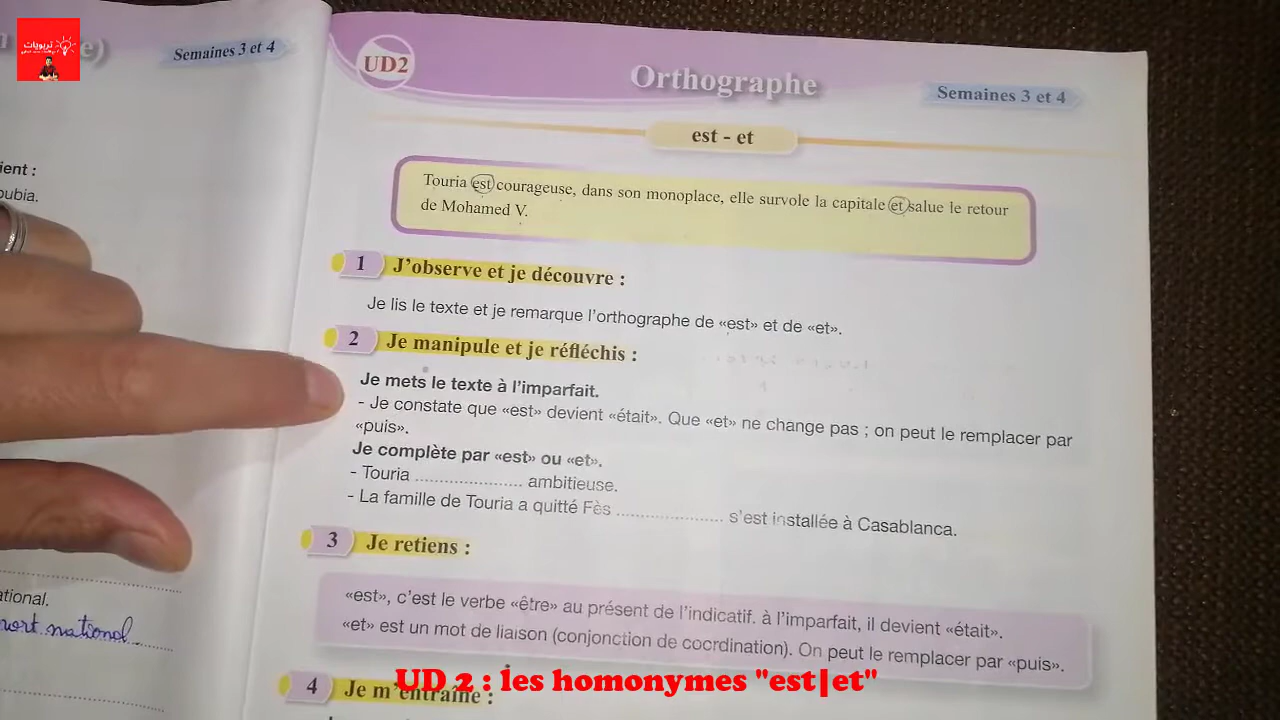 تربويات
e)
Semaines 3 et 4
ient :
oubia.
ational.
port national
UD2
Orthographe
Semaines 3 et 4
est - et
Touria est courageuse, dans son monoplace, elle survole la capitale et salue le retour
de Mohamed V.
1 J'observe et je découvre :
Je lis le texte et je remarque l'orthographe de «est» et de «et».
2 Je manipule et je réfléchis :
Je mets le texte à l'imparfait.
- Je constate que «est» devient «était». Que «et» ne change pas ; on peut le remplacer par
«puis».
Je complète par «est» ou «et».
- Touria ...................... ambitieuse.
- La famille de Touria a quitté Fès ...................... s'est installée à Casablanca.
3 Je retiens :
«est», c'est le verbe «être» au présent de l'indicatif. à l'imparfait, il devient «était».
«et» est un mot de liaison (conjonction de coordination). On peut le remplacer par «puis».
4 Je m'entraîne :
UD 2 : les homonymes "est|et"